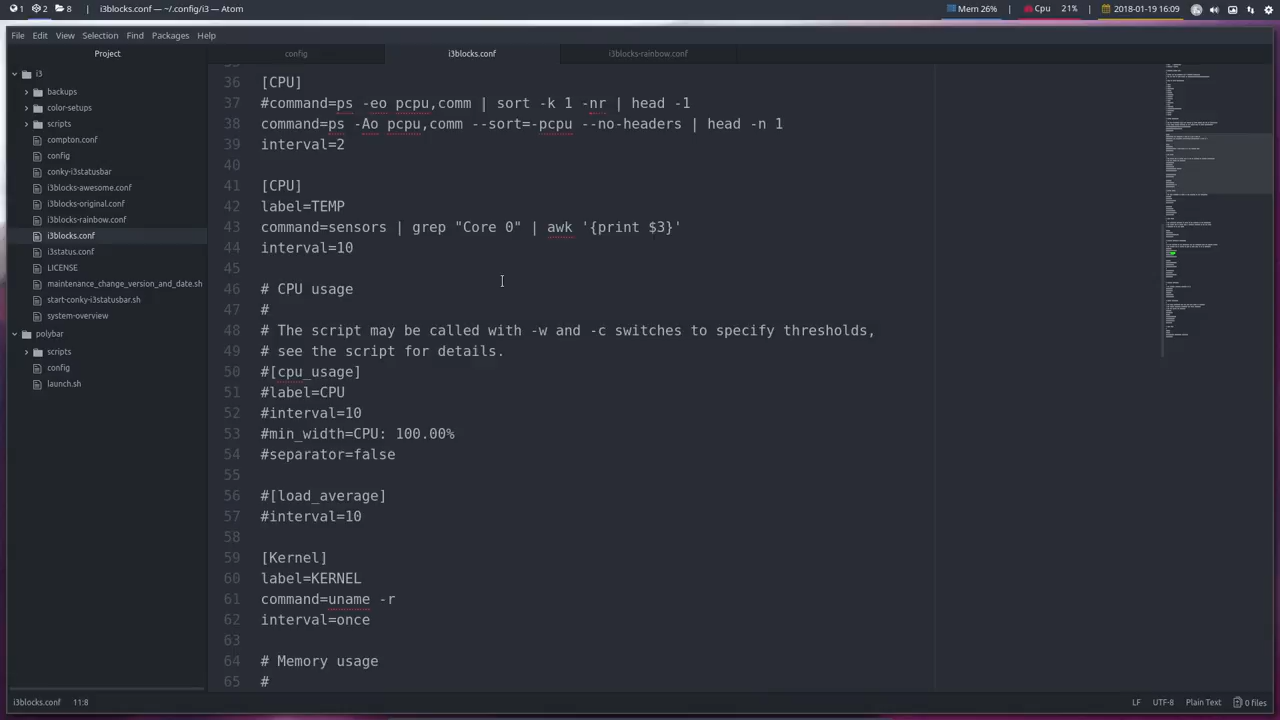 1 2 8 i3blocks.conf — ~/.config/i3 — Atom Mem 26% Cpu 21% 2018-01-19 16:09
File Edit View Selection Find Packages Help
Project
config i3blocks.conf i3blocks-rainbow.conf
i3
backups
color-setups
scripts
compton.conf
config
conky-i3statusbar
i3blocks-awesome.conf
i3blocks-original.conf
i3blocks-rainbow.conf
i3blocks.conf
i3status.conf
LICENSE
maintenance_change_version_and_date.sh
start-conky-i3statusbar.sh
system-overview
polybar
scripts
config
launch.sh
35
36 [CPU]
37 #command=ps -eo pcpu,comm | sort -k 1 -nr | head -1
38 command=ps -Ao pcpu,comm --sort=-pcpu --no-headers | head -n 1
39 interval=2
40
41 [CPU]
42 label=TEMP
43 command=sensors | grep "Core 0" | awk '{print $3}'
44 interval=10
45
46 # CPU usage
47 #
48 # The script may be called with -w and -c switches to specify thresholds,
49 # see the script for details.
50 #[cpu_usage]
51 #label=CPU
52 #interval=10
53 #min_width=CPU: 100.00%
54 #separator=false
55
56 #[load_average]
57 #interval=10
58
59 [Kernel]
60 label=KERNEL
61 command=uname -r
62 interval=once
63
64 # Memory usage
65 #
i3blocks.conf 11:8 LF UTF-8 Plain Text 0 files